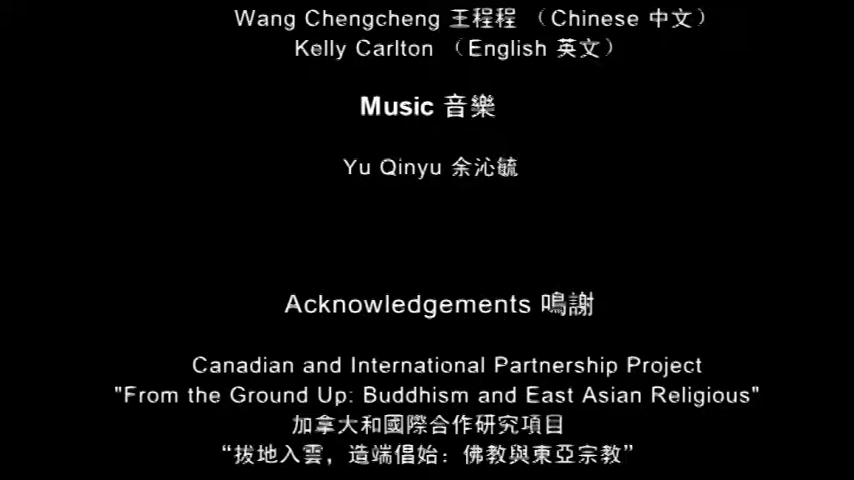 Wang Chengcheng 王程程 （Chinese 中文）
Kelly Carlton （English 英文）
Music 音樂
Yu Qinyu 余沁毓
Acknowledgements 鳴謝
Canadian and International Partnership Project
"From the Ground Up: Buddhism and East Asian Religious"
加拿大和國際合作研究項目
“拔地入雲，造端倡始：佛教與東亞宗教”